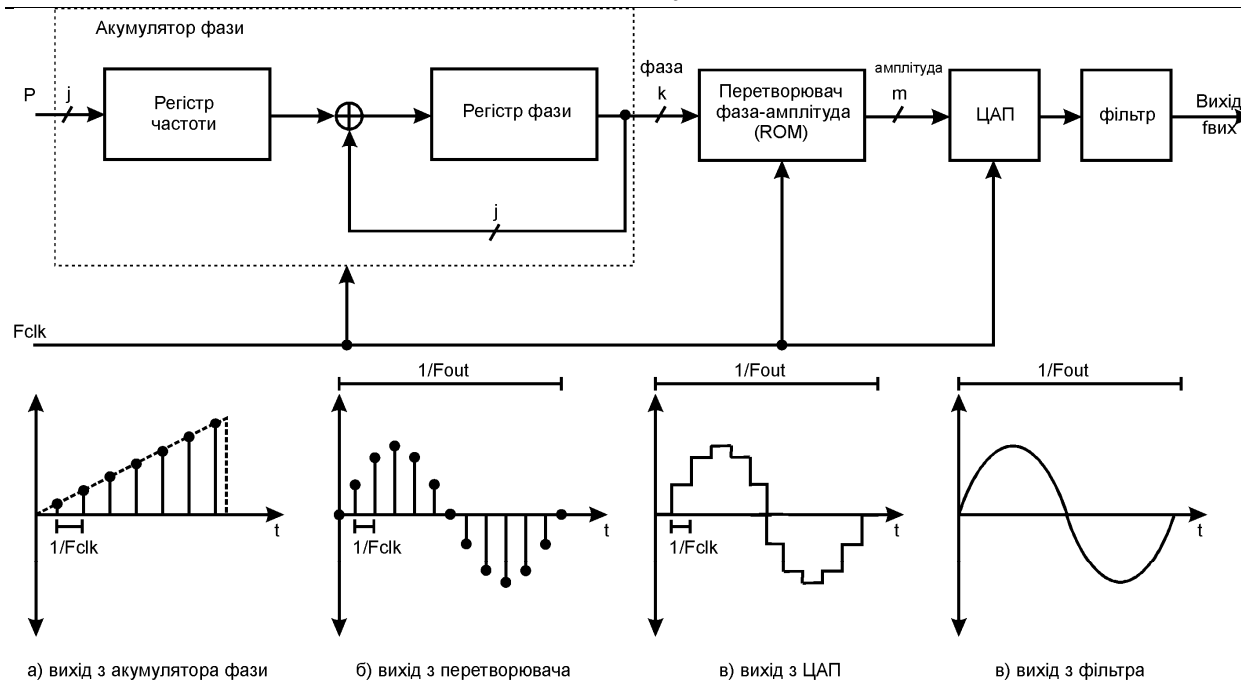 Акумулятор фази
P
j
Регістр
частоти
Регістр фази
j
фаза
k
Перетворювач
фаза-амплітуда
(ROM)
амплітуда
m
ЦАП
фільтр
Вихід
fвих
Fclk
1/Fout
1/Fout
1/Fout
1/Fclk
t
1/Fclk
t
1/Fclk
t
t
а) вихід з акумулятора фази
б) вихід з перетворювача
в) вихід з ЦАП
в) вихід з фільтра